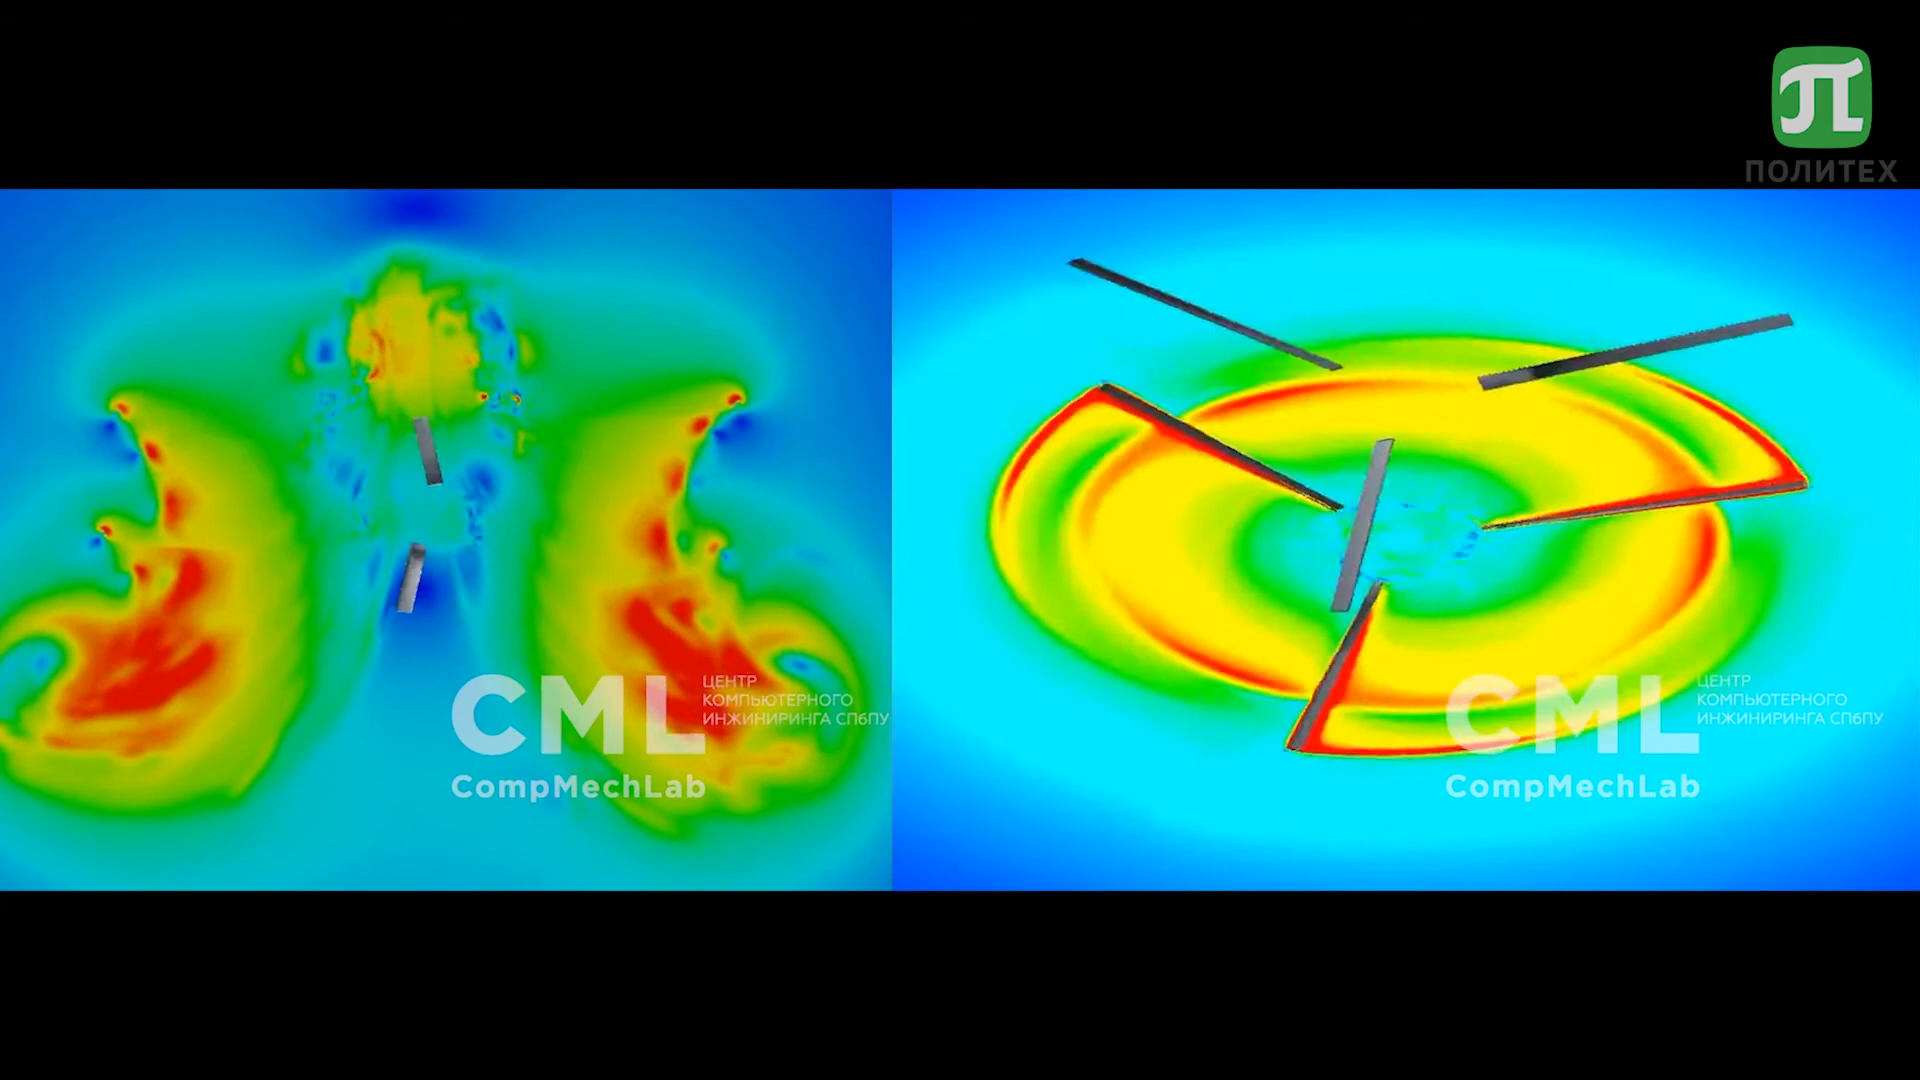 ПОЛИТЕХ
CML
ЦЕНТР
КОМПЬЮТЕРНОГО
ИНЖИНИРИНГА СПбПУ
CompMechLab
CML
ЦЕНТР
КОМПЬЮТЕРНОГО
ИНЖИНИРИНГА СПбПУ
CompMechLab